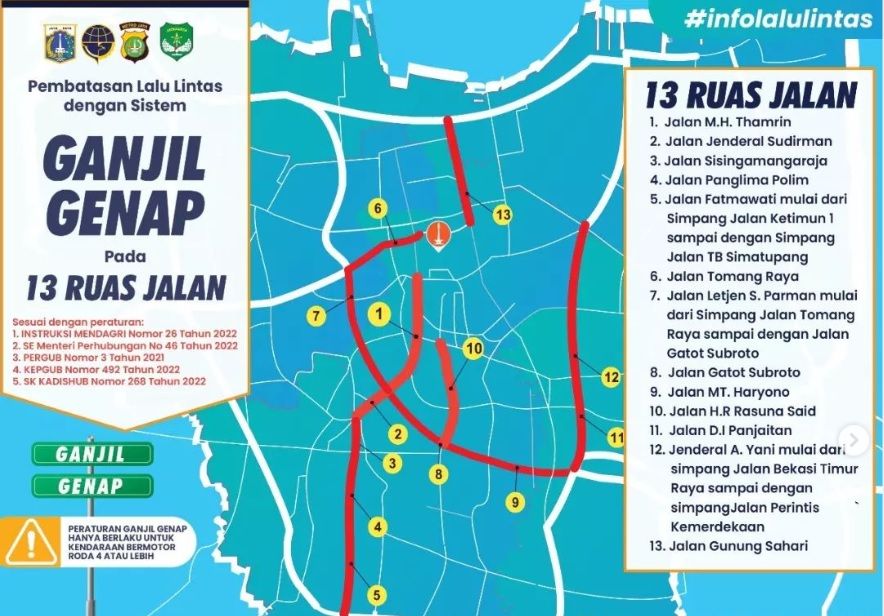 #infolalulintas
Pembatasan Lalu Lintas
dengan Sistem
GANJIL
GENAP
Pada
13 RUAS JALAN
Sesuai dengan peraturan:
1. INSTRUKSI MENDAGRI Nomor 26 Tahun 2022
2. SE Menteri Perhubungan No 46 Tahun 2022
3. PERGUB Nomor 3 Tahun 2021
4. KEPGUB Nomor 492 Tahun 2022
5. SK KADISHUB Nomor 268 Tahun 2022
GANJIL
GENAP
PERATURAN GANJIL GENAP
HANYA BERLAKU UNTUK
KENDARAAN BERMOTOR
RODA 4 ATAU LEBIH
6
13
7
1
10
12
2
11
3
8
9
4
5
13 RUAS JALAN
1. Jalan M.H. Thamrin
2. Jalan Jenderal Sudirman
3. Jalan Sisingamangaraja
4. Jalan Panglima Polim
5. Jalan Fatmawati mulai dari
Simpang Jalan Ketimun 1
sampai dengan Simpang
Jalan TB Simatupang
6. Jalan Tomang Raya
7. Jalan Letjen S. Parman mulai
dari Simpang Jalan Tomang
Raya sampai dengan Jalan
Gatot Subroto
8. Jalan Gatot Subroto
9. Jalan MT. Haryono
10. Jalan H.R Rasuna Said
11. Jalan D.I Panjaitan
12. Jenderal A. Yani mulai dari
simpang Jalan Bekasi Timur
Raya sampai dengan
simpangJalan Perintis
Kemerdekaan
13. Jalan Gunung Sahari